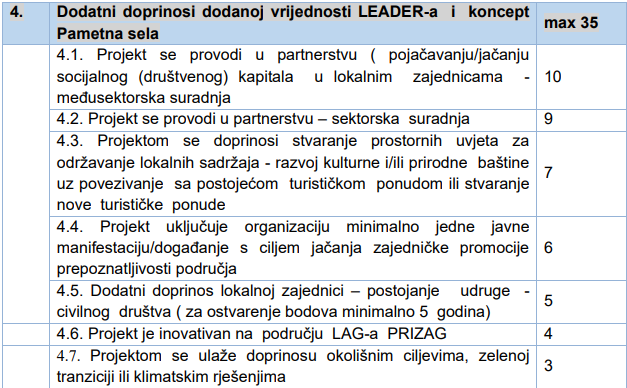 4. Dodatni doprinosi dodanoj vrijednosti LEADER-a i koncept max 35
Pametna sela
4.1. Projekt se provodi u partnerstvu ( pojačavanju/jačanju
socijalnog (društvenog) kapitala u lokalnim zajednicama - 10
međusektorska suradnja
4.2. Projekt se provodi u partnerstvu – sektorska suradnja 9
4.3. Projektom se doprinosi stvaranje prostornih uvjeta za
održavanje lokalnih sadržaja - razvoj kulturne i/ili prirodne baštine
uz povezivanje sa postojećom turističkom ponudom ili stvaranje 7
nove turističke ponude
4.4. Projekt uključuje organizaciju minimalno jedne javne
manifestaciju/događanje s ciljem jačanja zajedničke promocije 6
prepoznatljivosti područja
4.5. Dodatni doprinos lokalnoj zajednici – postojanje udruge - 5
civilnog društva ( za ostvarenje bodova minimalno 5 godina)
4.6. Projekt je inovativan na području LAG-a PRIZAG 4
4.7. Projektom se ulaže doprinosu okolišnim ciljevima, zelenoj 3
tranziciji ili klimatskim rješenjima